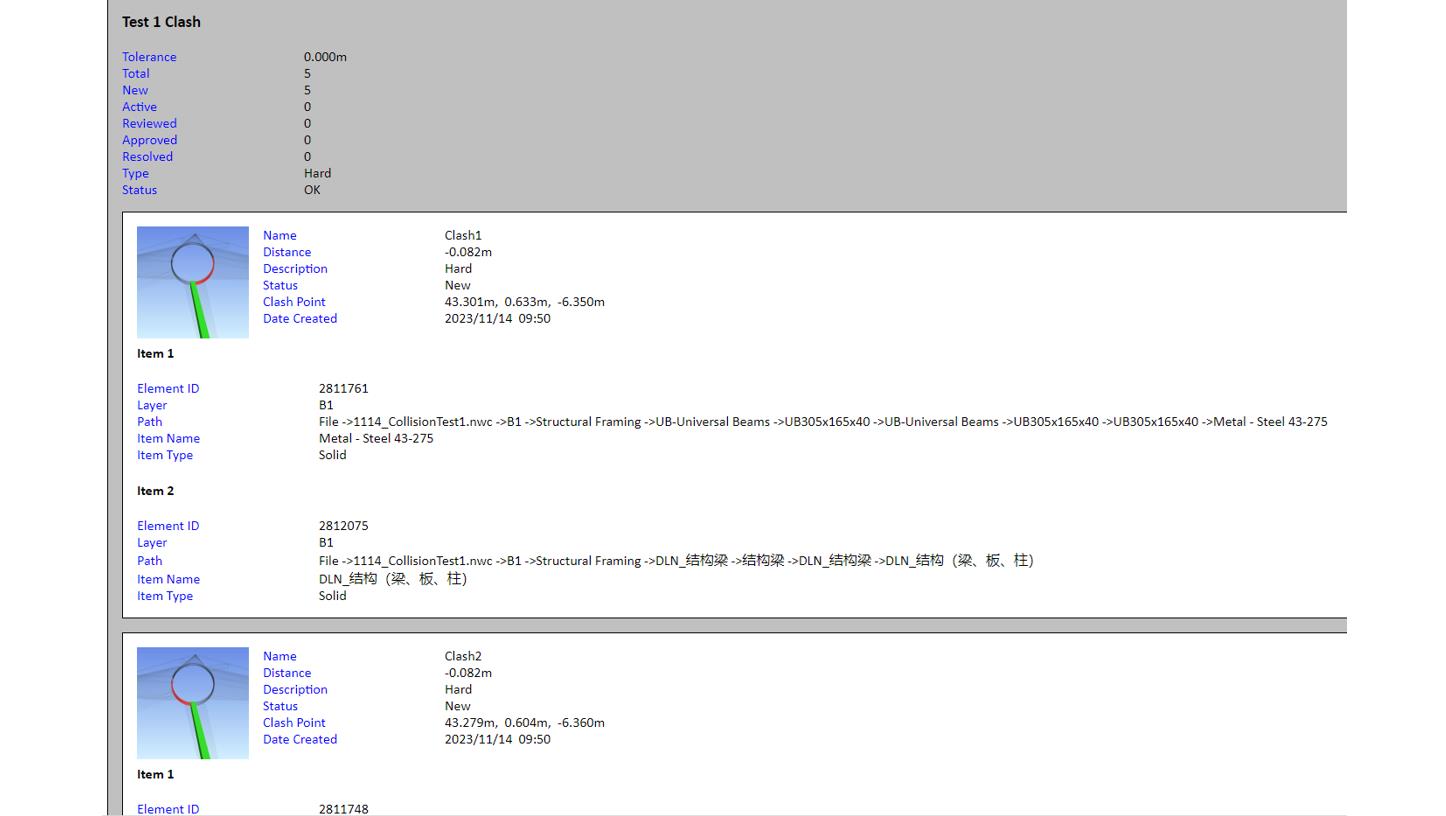 Test 1 Clash
Tolerance 0.000m
Total 5
New 5
Active 0
Reviewed 0
Approved 0
Resolved 0
Type Hard
Status OK
Name Clash1
Distance -0.082m
Description Hard
Status New
Clash Point 43.301m, 0.633m, -6.350m
Date Created 2023/11/14 09:50
Item 1
Element ID 2811761
Layer B1
Path File ->1114_CollisionTest1.nwc ->B1 ->Structural Framing ->UB-Universal Beams ->UB305x165x40 ->UB-Universal Beams ->UB305x165x40 ->UB305x165x40 ->Metal - Steel 43-275
Item Name Metal - Steel 43-275
Item Type Solid
Item 2
Element ID 2812075
Layer B1
Path File ->1114_CollisionTest1.nwc ->B1 ->Structural Framing ->DLN_结构梁 ->结构梁 ->DLN_结构梁 ->DLN_结构（梁、板、柱）
Item Name DLN_结构（梁、板、柱）
Item Type Solid
Name Clash2
Distance -0.082m
Description Hard
Status New
Clash Point 43.279m, 0.604m, -6.360m
Date Created 2023/11/14 09:50
Item 1
Element ID 2811748